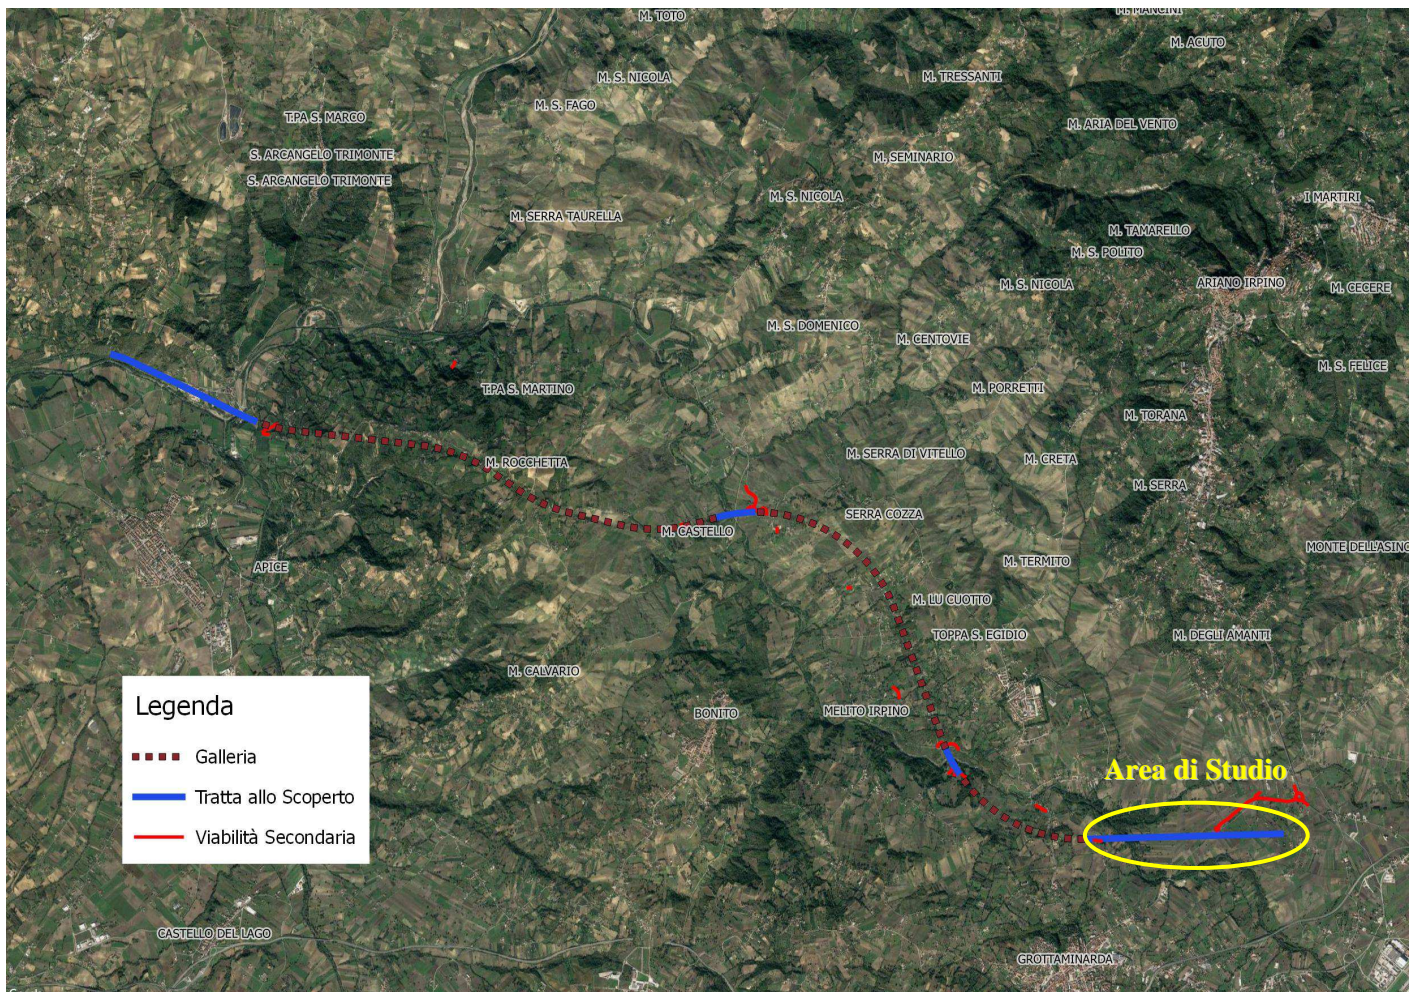 M. TOTO
M. MANCINI
M. ACUTO
M. S. NICOLA
M. TRESSANTI
M. S. FAGO
T.PA S. MARCO
M. ARIA DEL VENTO
S. ARCANGELO TRIMONTE
M. SEMINARIO
S. ARCANGELO TRIMONTE
M. S. NICOLA
I MARTIRI
M. SERRA TAURELLA
M. TAMARELLO
M. S. POLITO
M. S. NICOLA
ARIANO IRPINO
M. CECERE
M. S. DOMENICO
M. CENTOVIE
M. S. FELICE
T.PA S. MARTINO
M. PORRETTI
M. TORANA
M. SERRA DI VITELLO
M. CRETA
M. ROCCHETTA
M. SERRA
SERRA COZZA
M. CASTELLO
MONTE DELL'ASINO
M. TERMITO
APICE
M. LU CUOTTO
TOPPA S. EGIDIO
M. DEGLI AMANTI
M. CALVARIO
MELITO IRPINO
BONITO
Legenda
Galleria
Tratta allo Scoperto
Viabilità Secondaria
Area di Studio
CASTELLO DEL LAGO
GROTTAMINARDA